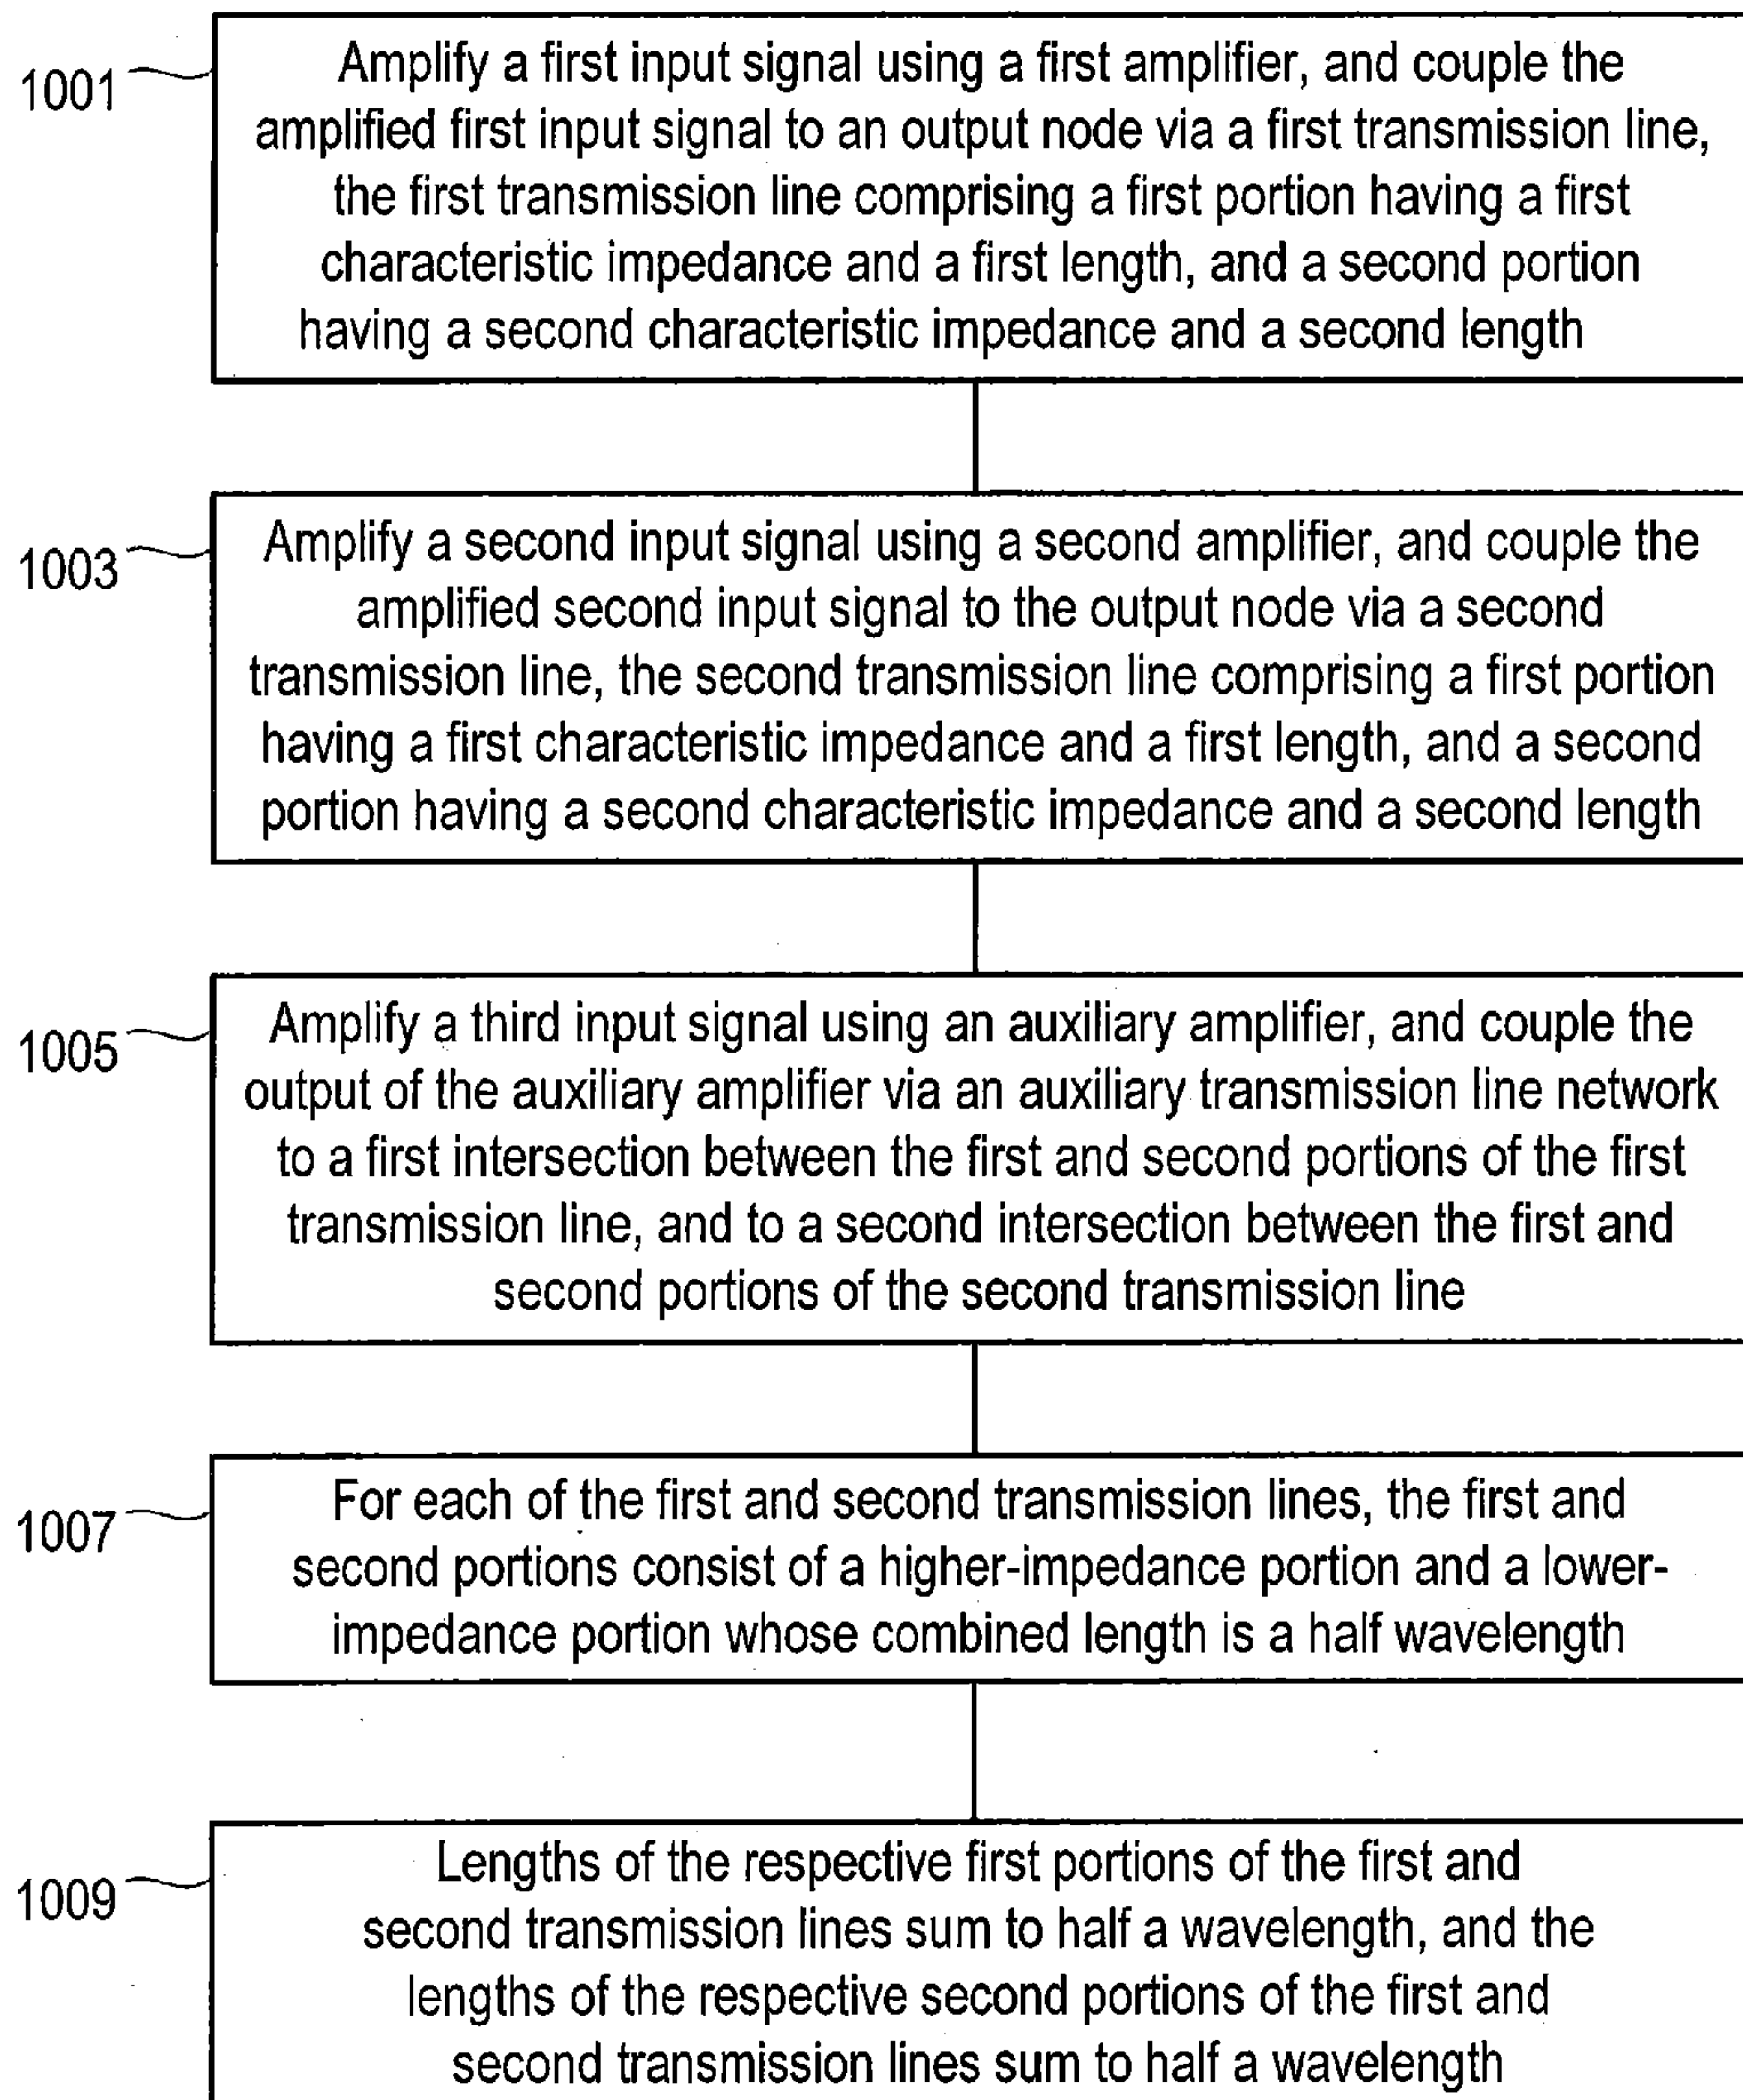 1001
Amplify a first input signal using a first amplifier, and couple the
amplified first input signal to an output node via a first transmission line,
the first transmission line comprising a first portion having a first
characteristic impedance and a first length, and a second portion
having a second characteristic impedance and a second length
1003
Amplify a second input signal using a second amplifier, and couple the
amplified second input signal to the output node via a second
transmission line, the second transmission line comprising a first portion
having a first characteristic impedance and a first length, and a second
portion having a second characteristic impedance and a second length
1005
Amplify a third input signal using an auxiliary amplifier, and couple the
output of the auxiliary amplifier via an auxiliary transmission line network
to a first intersection between the first and second portions of the first
transmission line, and to a second intersection between the first and
second portions of the second transmission line
1007
For each of the first and second transmission lines, the first and
second portions consist of a higher-impedance portion and a lower-
impedance portion whose combined length is a half wavelength
1009
Lengths of the respective first portions of the first and
second transmission lines sum to half a wavelength, and the
lengths of the respective second portions of the first and
second transmission lines sum to half a wavelength